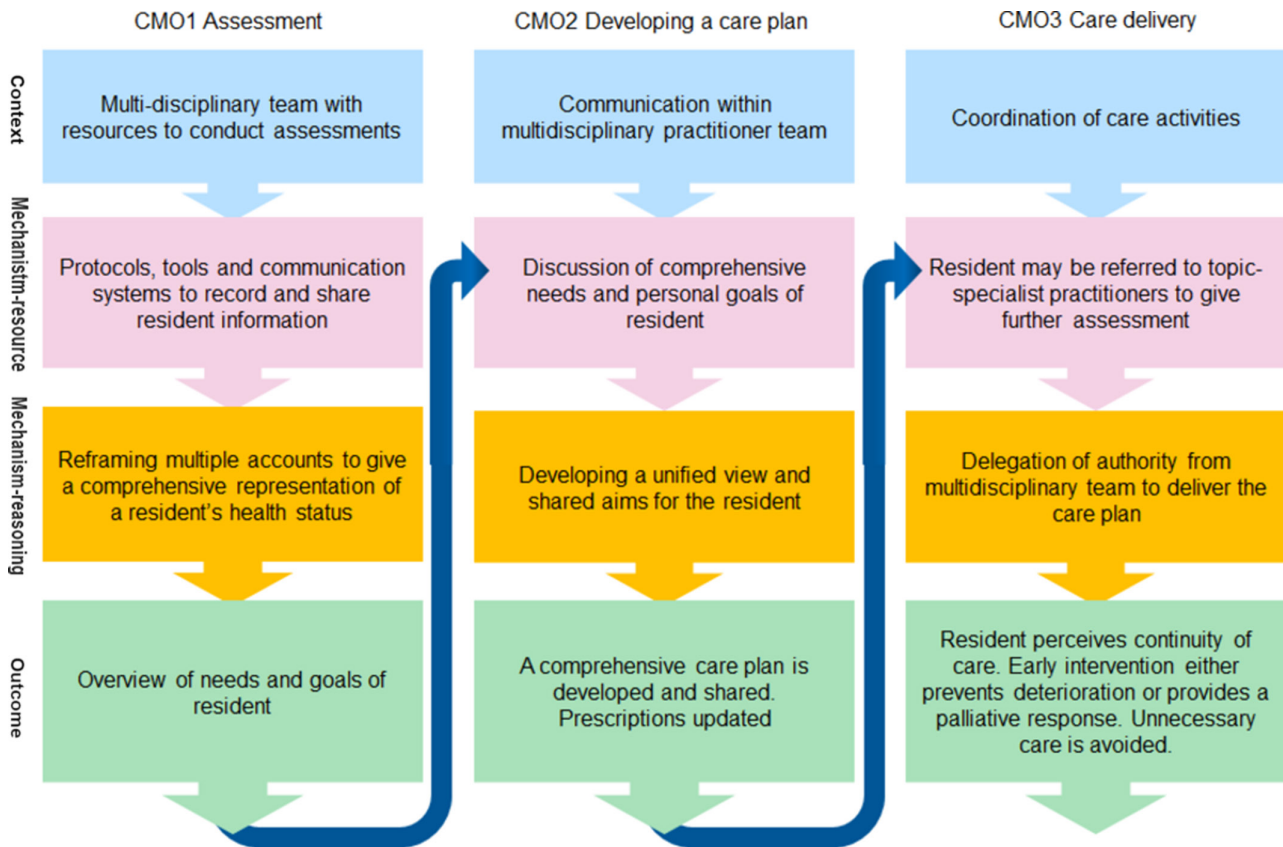 CMO1 Assessment
CMO2 Developing a care plan
CMO3 Care delivery
Context
Multi-disciplinary team with
resources to conduct assessments
Communication within
multidisciplinary practitioner team
Coordination of care activities
Mechanistm-resource
Protocols, tools and communication
systems to record and share
resident information
Discussion of comprehensive
needs and personal goals of
resident
Resident may be referred to topic-
specialist practitioners to give
further assessment
Mechanism-reasoning
Reframing multiple accounts to give
a comprehensive representation of
a resident’s health status
Developing a unified view and
shared aims for the resident
Delegation of authority from
multidisciplinary team to deliver the
care plan
Outcome
Overview of needs and goals of
resident
A comprehensive care plan is
developed and shared.
Prescriptions updated
Resident perceives continuity of
care. Early intervention either
prevents deterioration or provides a
palliative response. Unnecessary
care is avoided.